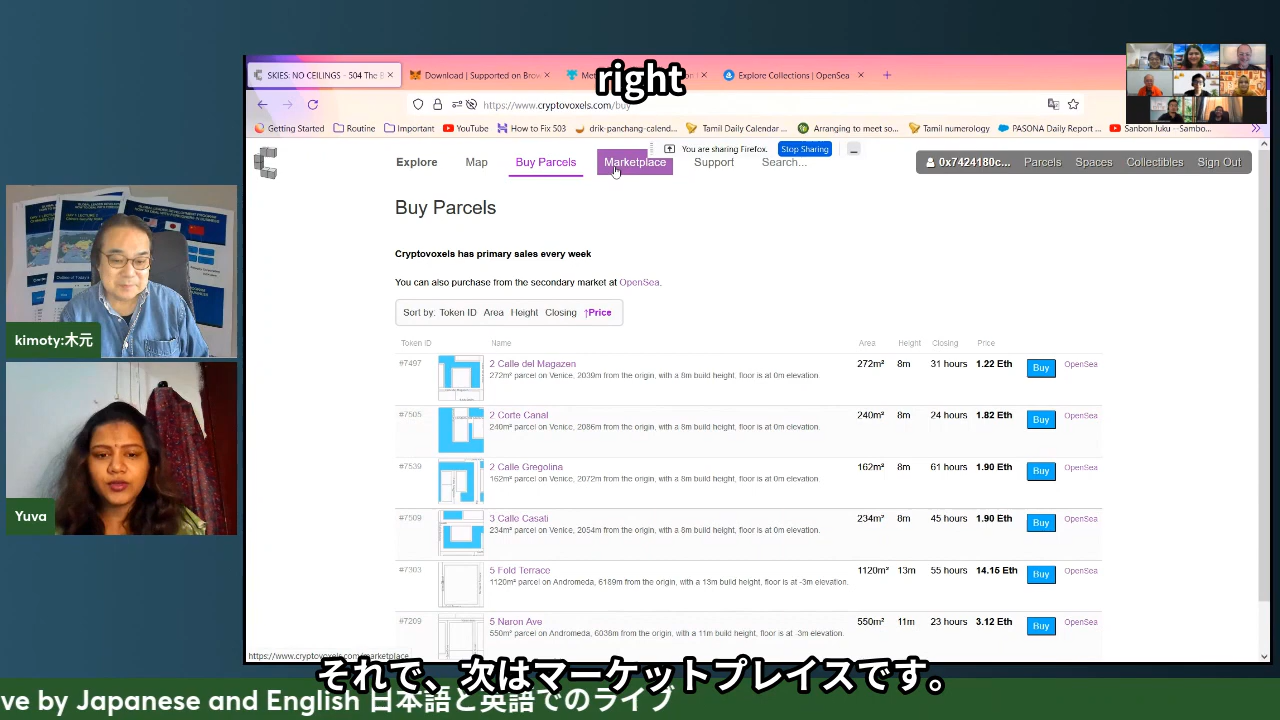 SKIES: NO CEILINGS – 504 The B
Download | Supported on Brow
Met
Explore Collections | OpenSea
right
https://www.cryptovoxels.com/buy
Getting Started
Routine
Important
YouTube
How to Fix 503
drik-panchang-calend...
Tamil Daily Calendar ...
Arranging to meet so...
Tamil numerology
PASONA Daily Report ...
Sanbon Juku --Sambo...
You are sharing Firefox.
Stop Sharing
Explore
Map
Buy Parcels
Marketplace
Support
Search...
0x7424180c...
Parcels
Spaces
Collectibles
Sign Out
Buy Parcels
Cryptovoxels has primary sales every week
You can also purchase from the secondary market at OpenSea.
Sort by: Token ID Area Height Closing ↑Price
Token ID Name Area Height Closing Price
#7497 2 Calle del Magazen 272m² 8m 31 hours 1.22 Eth Buy OpenSea
272m² parcel on Venice, 2039m from the origin, with a 8m build height, floor is at 0m elevation.
#7505 2 Corte Canal 240m² 8m 24 hours 1.82 Eth Buy OpenSea
240m² parcel on Venice, 2086m from the origin, with a 8m build height, floor is at 0m elevation.
#7539 2 Calle Gregolina 162m² 8m 61 hours 1.90 Eth Buy OpenSea
162m² parcel on Venice, 2072m from the origin, with a 8m build height, floor is at 0m elevation.
#7509 3 Calle Casati 234m² 8m 45 hours 1.90 Eth Buy OpenSea
234m² parcel on Venice, 2054m from the origin, with a 8m build height, floor is at 0m elevation.
#7303 5 Fold Terrace 1120m² 13m 55 hours 14.15 Eth Buy OpenSea
1120m² parcel on Andromeda, 6189m from the origin, with a 13m build height, floor is at -3m elevation.
#7209 5 Naron Ave 550m² 11m 23 hours 3.12 Eth Buy OpenSea
550m² parcel on Andromeda, 6038m from the origin, with a 11m build height, floor is at -3m elevation.
https://www.cryptovoxels.com/marketplace
kimoty:木元
Yuva
それで、次はマーケットプレイスです。
ve by Japanese and English 日本語と英語でのライブ